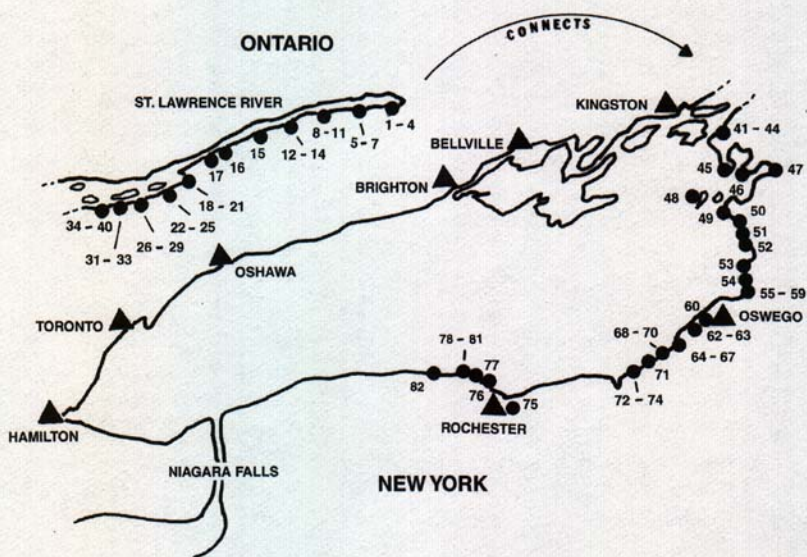 CONNECTS
ONTARIO
ST. LAWRENCE RIVER
KINGSTON
1 - 4
5 - 7
8 - 11
12 - 14
15
16
17
18 - 21
22 - 25
26 - 29
31 - 33
34 - 40
BELLVILLE
BRIGHTON
OSHAWA
TORONTO
HAMILTON
NIAGARA FALLS
NEW YORK
41 - 44
45
46
47
48
49
50
51
52
53
54
55 - 59
60
OSWEGO
62 - 63
64 - 67
68 - 70
71
72 - 74
75
ROCHESTER
76
77
78 - 81
82